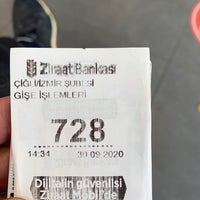 Ziraat Bankası
ÇİĞLİ/İZMİR ŞUBESİ
GİŞE İŞLEMLERİ
728
14:34 30.09.2020
Dijitalin güvenlisi
Ziraat Mobil'de